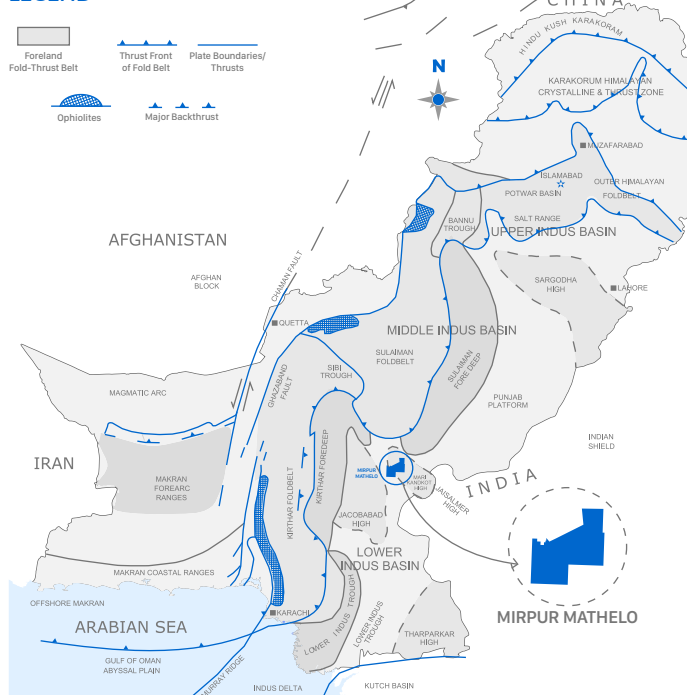 CHINA
Foreland
Fold-Thrust Belt
Thrust Front
of Fold Belt
Plate Boundaries/
Thrusts
Ophiolites
Major Backthrust
N
HINDU KUSH KARAKORAM
KARAKORUM HIMALAYAN
CRYSTALLINE & THRUST ZONE
MUZAFARABAD
ISLAMABAD
POTWAR BASIN
OUTER HIMALAYAN
FOLDBELT
BANNU
TROUGH
SALT RANGE
UPPER INDUS BASIN
AFGHANISTAN
AFGHAN
BLOCK
CHAMAN FAULT
SARGODHA
HIGH
LAHORE
QUETTA
MIDDLE INDUS BASIN
SULAIMAN
FOLDBELT
SULAIMAN
FORE DEEP
SIBI
TROUGH
GHAZABAND
FAULT
PUNJAB
PLATFORM
MAGMATIC ARC
INDIAN
SHIELD
IRAN
MAKRAN
FOREARC
RANGES
KIRTHAR FOLDBELT
KIRTHAR FOREDEEP
MIRPUR
MATHELO
MARI
KANDKOT
HIGH
JAISALMER
HIGH
INDIA
JACOBABAD
HIGH
LOWER
INDUS BASIN
MAKRAN COASTAL RANGES
OFFSHORE MAKRAN
KARACHI
MIRPUR MATHELO
ARABIAN SEA
LOWER INDUS TROUGH
LOWER INDUS
TROUGH
THARPARKAR
HIGH
GULF OF OMAN
ABYSSAL PLAIN
MURRAY RIDGE
INDUS DELTA
KUTCH BASIN